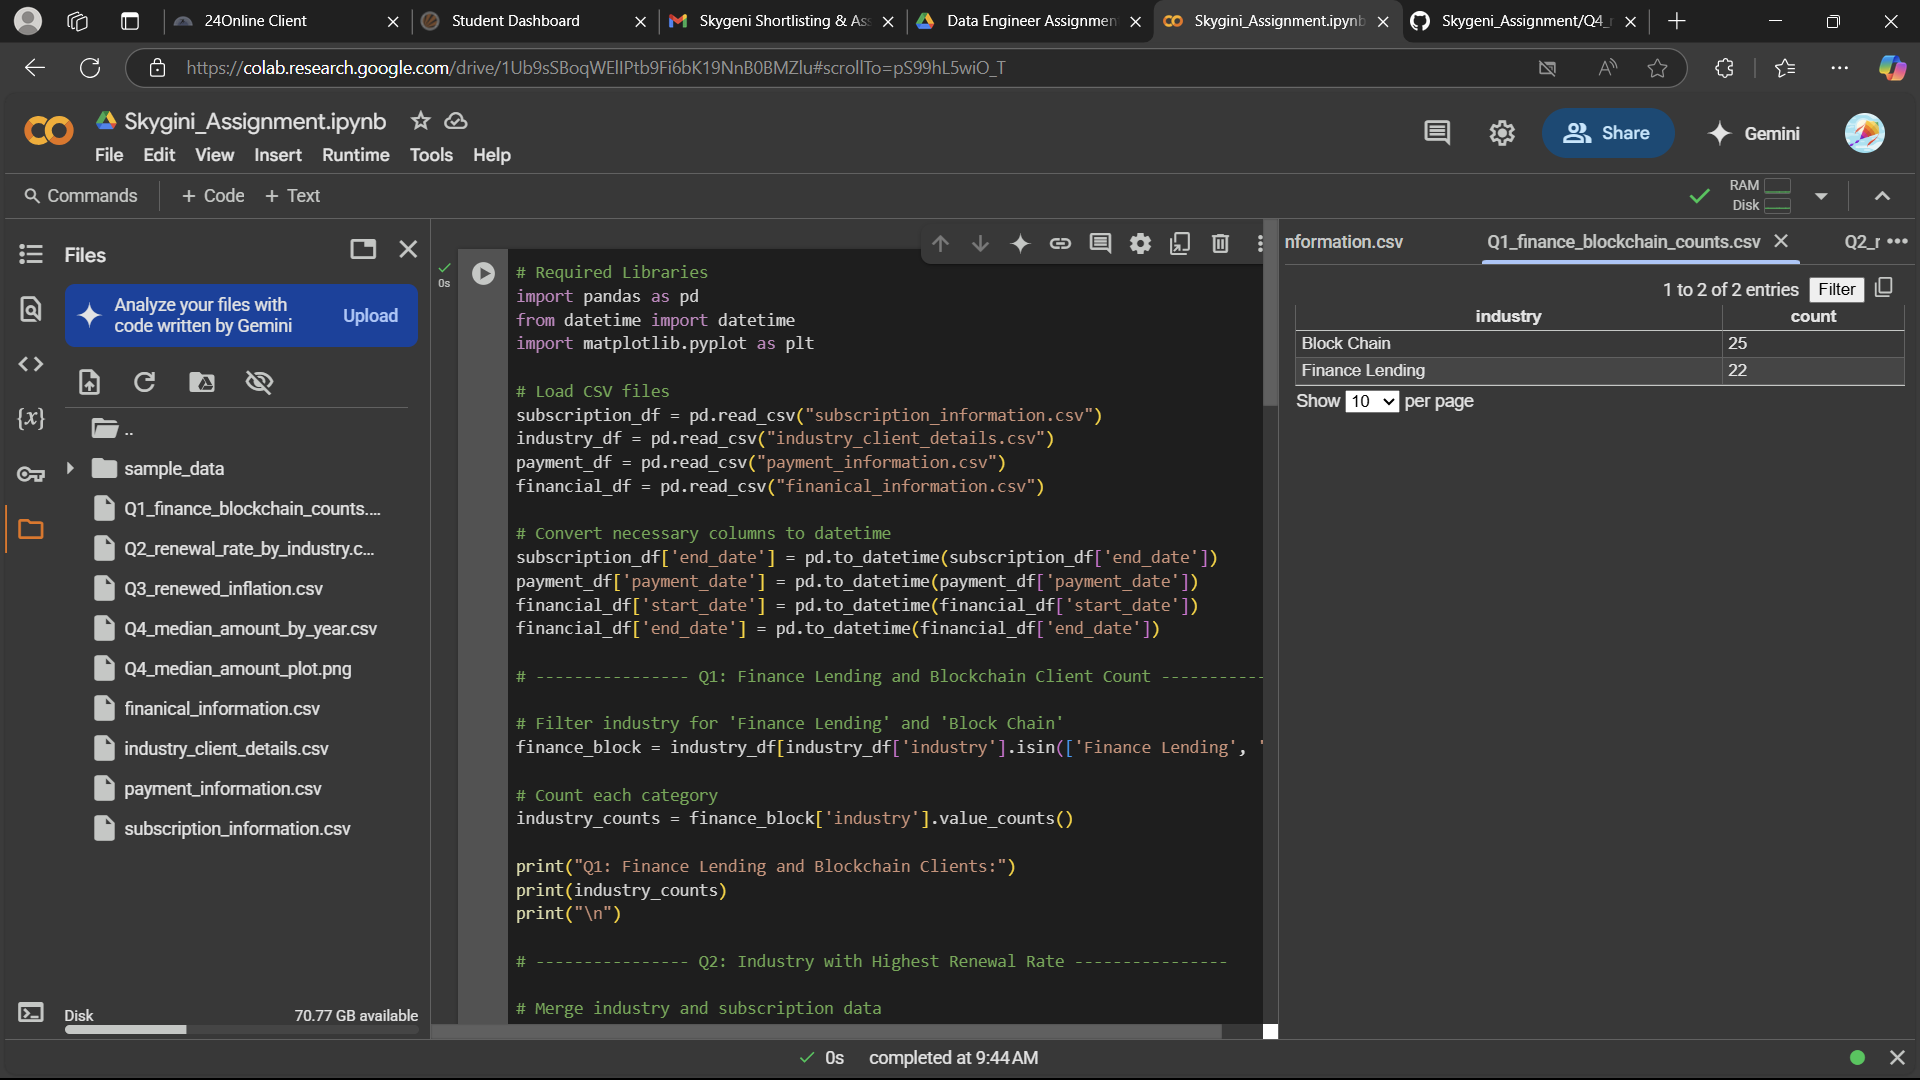 24Online Client
Student Dashboard
Skygeni Shortlisting & As
Data Engineer Assignmen
Skygini_Assignment.ipynb
Skygeni_Assignment/Q4_
https://colab.research.google.com/drive/1Ub9sSBoqWElIPtb9Fi6bK19NnB0BMZlu#scrollTo=pS99hL5wiO_T
Skygini_Assignment.ipynb
File Edit View Insert Runtime Tools Help
Share
Gemini
Commands
+ Code + Text
RAM
Disk
Files
Analyze your files with
code written by Gemini
Upload
{x}
..
sample_data
Q1_finance_blockchain_counts....
Q2_renewal_rate_by_industry.c...
Q3_renewed_inflation.csv
Q4_median_amount_by_year.csv
Q4_median_amount_plot.png
finanical_information.csv
industry_client_details.csv
payment_information.csv
subscription_information.csv
Disk 70.77 GB available
0s
# Required Libraries
import pandas as pd
from datetime import datetime
import matplotlib.pyplot as plt
# Load CSV files
subscription_df = pd.read_csv("subscription_information.csv")
industry_df = pd.read_csv("industry_client_details.csv")
payment_df = pd.read_csv("payment_information.csv")
financial_df = pd.read_csv("finanical_information.csv")
# Convert necessary columns to datetime
subscription_df['end_date'] = pd.to_datetime(subscription_df['end_date'])
payment_df['payment_date'] = pd.to_datetime(payment_df['payment_date'])
financial_df['start_date'] = pd.to_datetime(financial_df['start_date'])
financial_df['end_date'] = pd.to_datetime(financial_df['end_date'])
# ---------------- Q1: Finance Lending and Blockchain Client Count -----------
# Filter industry for 'Finance Lending' and 'Block Chain'
finance_block = industry_df[industry_df['industry'].isin(['Finance Lending', '
# Count each category
industry_counts = finance_block['industry'].value_counts()
print("Q1: Finance Lending and Blockchain Clients:")
print(industry_counts)
print("\n")
# ---------------- Q2: Industry with Highest Renewal Rate ----------------
# Merge industry and subscription data
nformation.csv
Q1_finance_blockchain_counts.csv
Q2_r
1 to 2 of 2 entries Filter
industry count
Block Chain 25
Finance Lending 22
Show 10 per page
0s completed at 9:44 AM